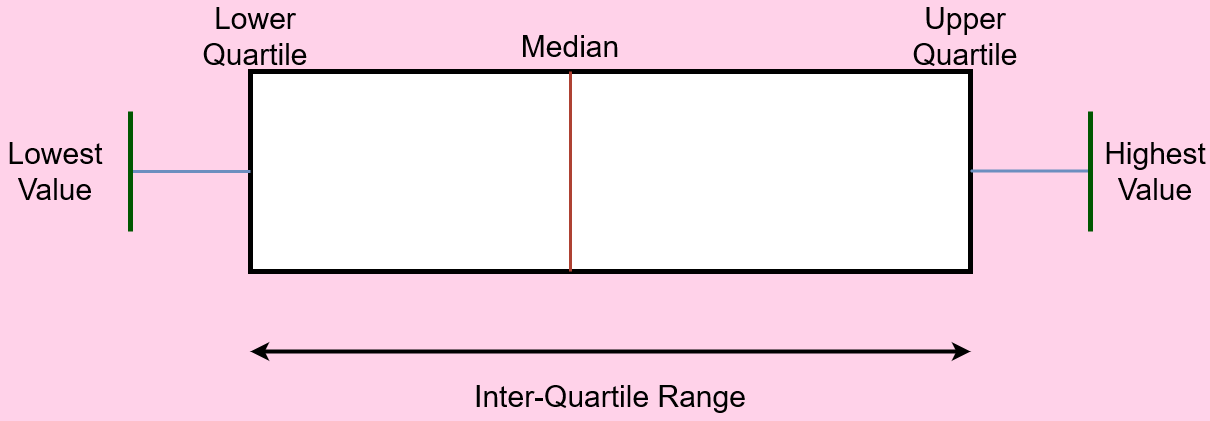 Lower
Quartile
Median
Upper
Quartile
Lowest
Value
Highest
Value
Inter-Quartile Range